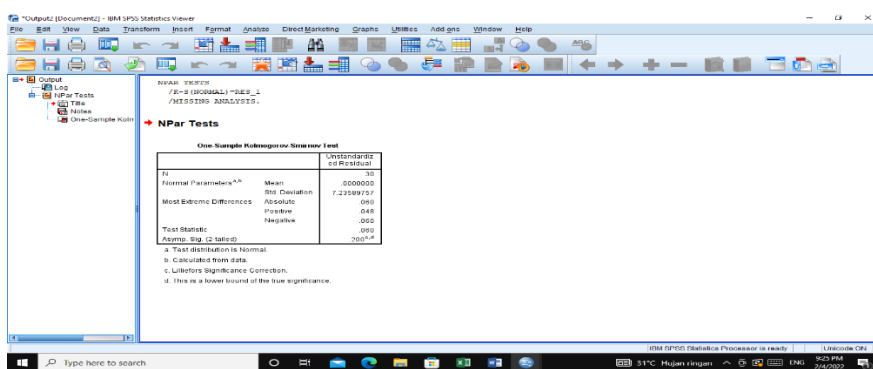 *Output2 [Document2] - IBM SPSS Statistics Viewer
File Edit View Data Transform Insert Format Analyze Direct Marketing Graphs Utilities Add-ons Window Help
Output
Log
NPar Tests
Title
Notes
One-Sample Kolm
NPAR TESTS
/K-S(NORMAL)=RES_1
/MISSING ANALYSIS.
NPar Tests
One-Sample Kolmogorov-Smirnov Test
Unstandardiz
ed Residual
N 30
Normal Parameters a,b Mean .0000000
Std. Deviation 7.23589757
Most Extreme Differences Absolute .060
Positive .048
Negative -.060
Test Statistic .060
Asymp. Sig. (2-tailed) .200 c,d
a. Test distribution is Normal.
b. Calculated from data.
c. Lilliefors Significance Correction.
d. This is a lower bound of the true significance.
IBM SPSS Statistics Processor is ready Unicode:ON
Type here to search 31°C Hujan ringan ENG 9:25 PM
2/4/2022